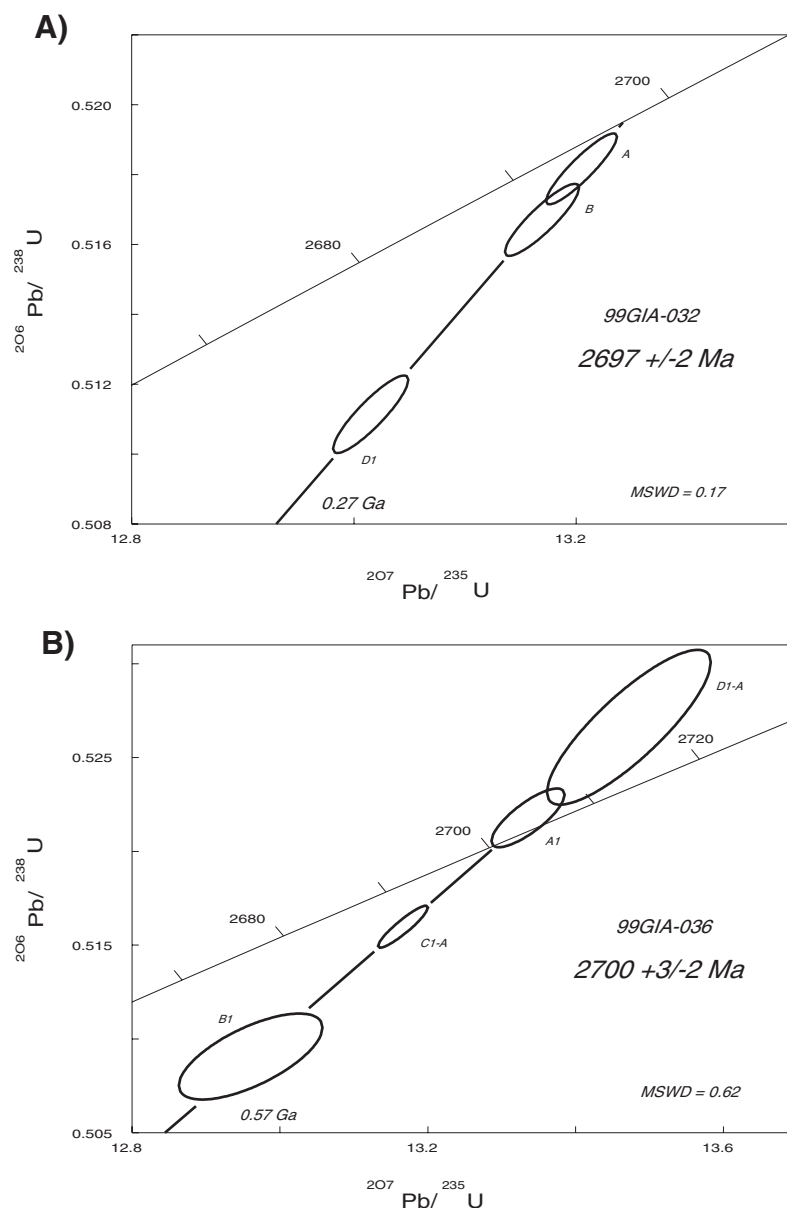 A)
0.520
0.516
0.512
0.508
206Pb/ 238U
2700
2680
A
B
D1
99GIA-032
2697 +/-2 Ma
MSWD = 0.17
0.27 Ga
12.8
13.2
207Pb/ 235U
B)
0.525
0.515
0.505
206Pb/ 238U
2720
2700
2680
D1-A
A1
C1-A
B1
99GIA-036
2700 +3/-2 Ma
MSWD = 0.62
0.57 Ga
12.8
13.2
13.6
207Pb/ 235U